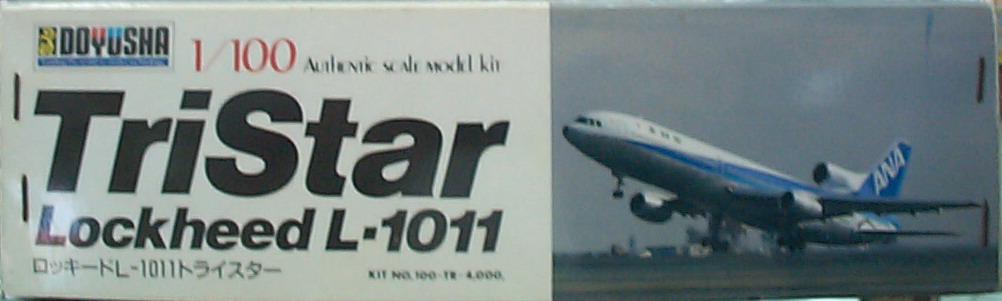 DOYUSHA
1/100 Authentic scale model kit
TriStar
Lockheed L-1011
ロッキードL-1011トライスター
KIT NO. 100-TR-4,000.
ANA